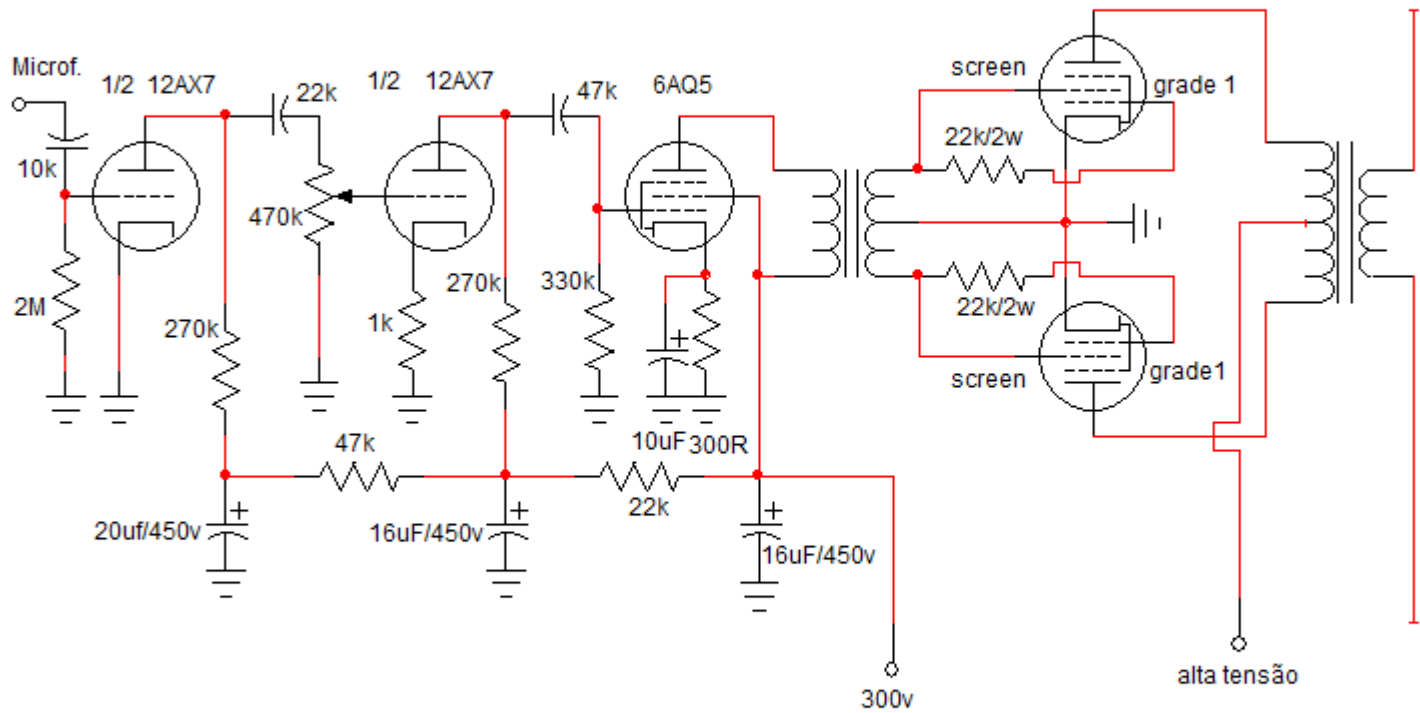 Microf.
1/2 12AX7
22k
1/2 12AX7
47k
6AQ5
screen
grade 1
10k
22k/2w
470k
2M
270k
1k
270k
330k
22k/2w
screen
grade1
47k
10uF
300R
22k
20uf/450v
16uF/450v
16uF/450v
300v
alta tensão